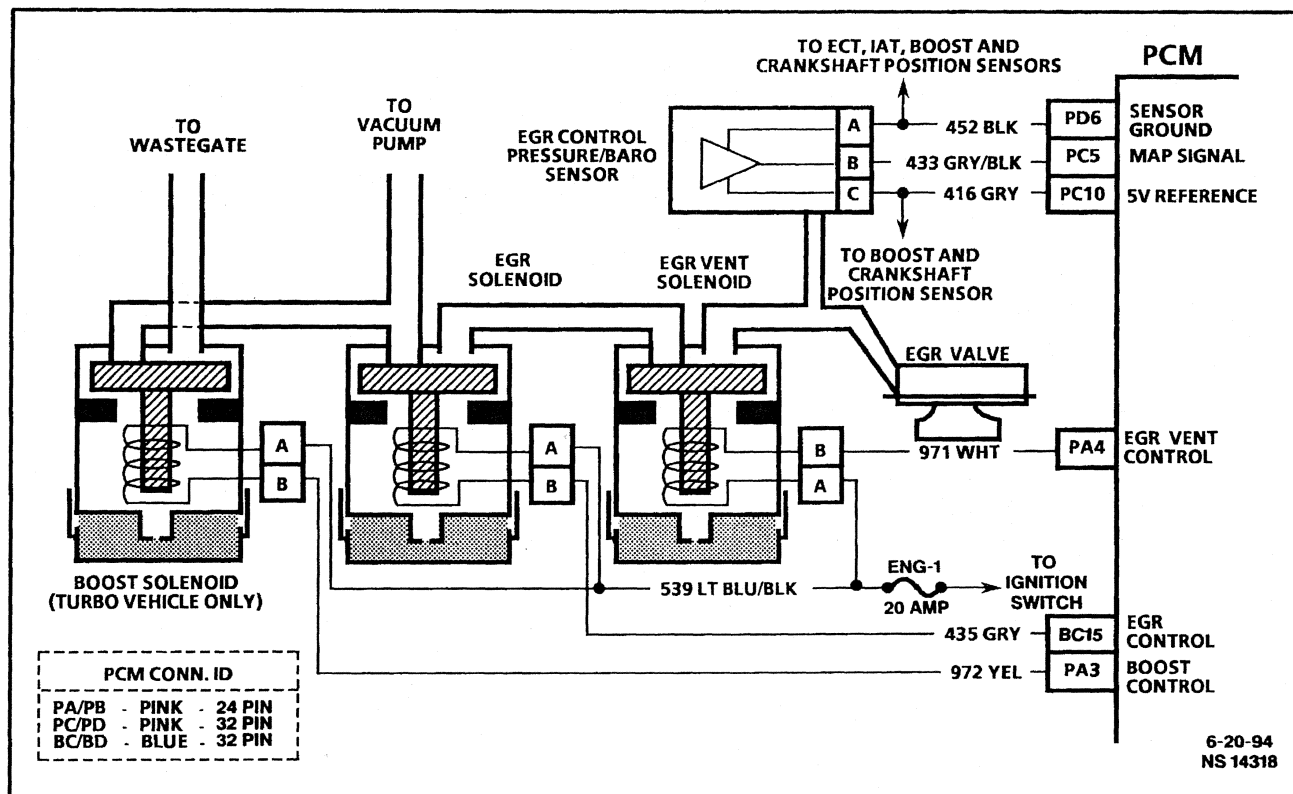 TO ECT, IAT, BOOST AND
CRANKSHAFT POSITION SENSORS
PCM
TO
WASTEGATE
TO
VACUUM
PUMP
EGR CONTROL
PRESSURE/BARO
SENSOR
A
B
C
452 BLK
433 GRY/BLK
416 GRY
PD6
PC5
PC10
SENSOR
GROUND
MAP SIGNAL
5V REFERENCE
TO BOOST AND
CRANKSHAFT
POSITION SENSOR
EGR
SOLENOID
EGR VENT
SOLENOID
EGR VALVE
A
B
A
B
B
A
971 WHT
PA4
EGR VENT
CONTROL
BOOST SOLENOID
(TURBO VEHICLE ONLY)
539 LT BLU/BLK
ENG-1
20 AMP
TO
IGNITION
SWITCH
435 GRY
BC15
EGR
CONTROL
972 YEL
PA3
BOOST
CONTROL
PCM CONN. ID
PA/PB - PINK - 24 PIN
PC/PD - PINK - 32 PIN
BC/BD - BLUE - 32 PIN
6-20-94
NS 14318